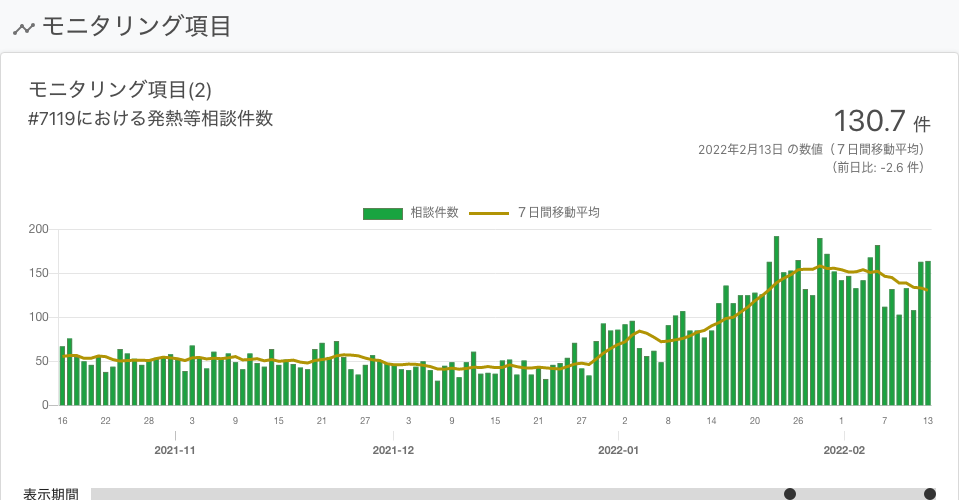 モニタリング項目
モニタリング項目(2)
#7119における発熱等相談件数
130.7 件
2022年2月13日 の数値（７日間移動平均）
（前日比: -2.6 件）
相談件数 ７日間移動平均
200
150
100
50
0
16 22 28 3 9 15 21 27 3 9 15 21 27 2 8 14 20 26 1 7 13
2021-11 2021-12 2022-01 2022-02
表示期間